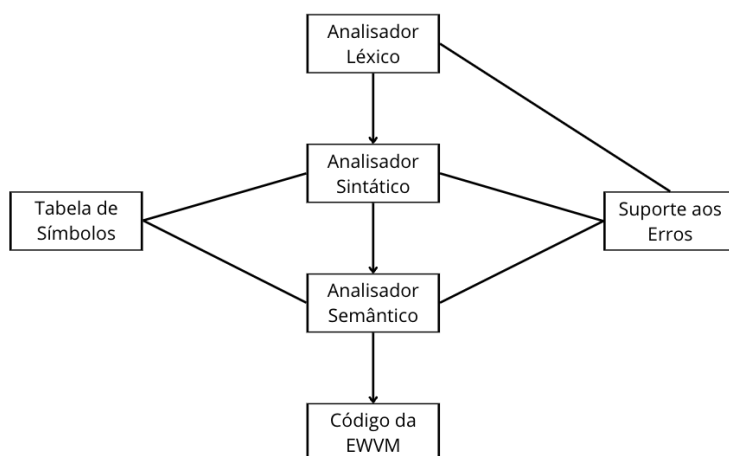 Analisador
Léxico
Analisador
Sintático
Tabela de
Símbolos
Suporte aos
Erros
Analisador
Semântico
Código da
EWVM